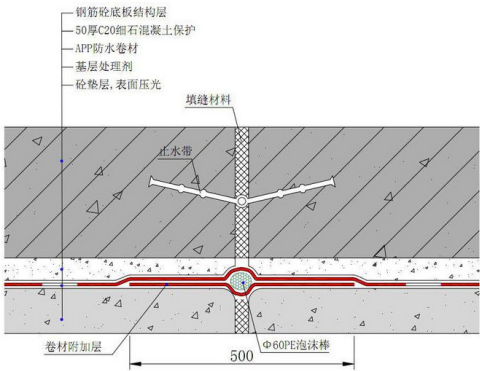 钢筋砼底板结构层
50厚C20细石混凝土保护
APP防水卷材
基层处理剂
砼垫层,表面压光
填缝材料
止水带
卷材附加层
Φ60PE泡沫棒
500